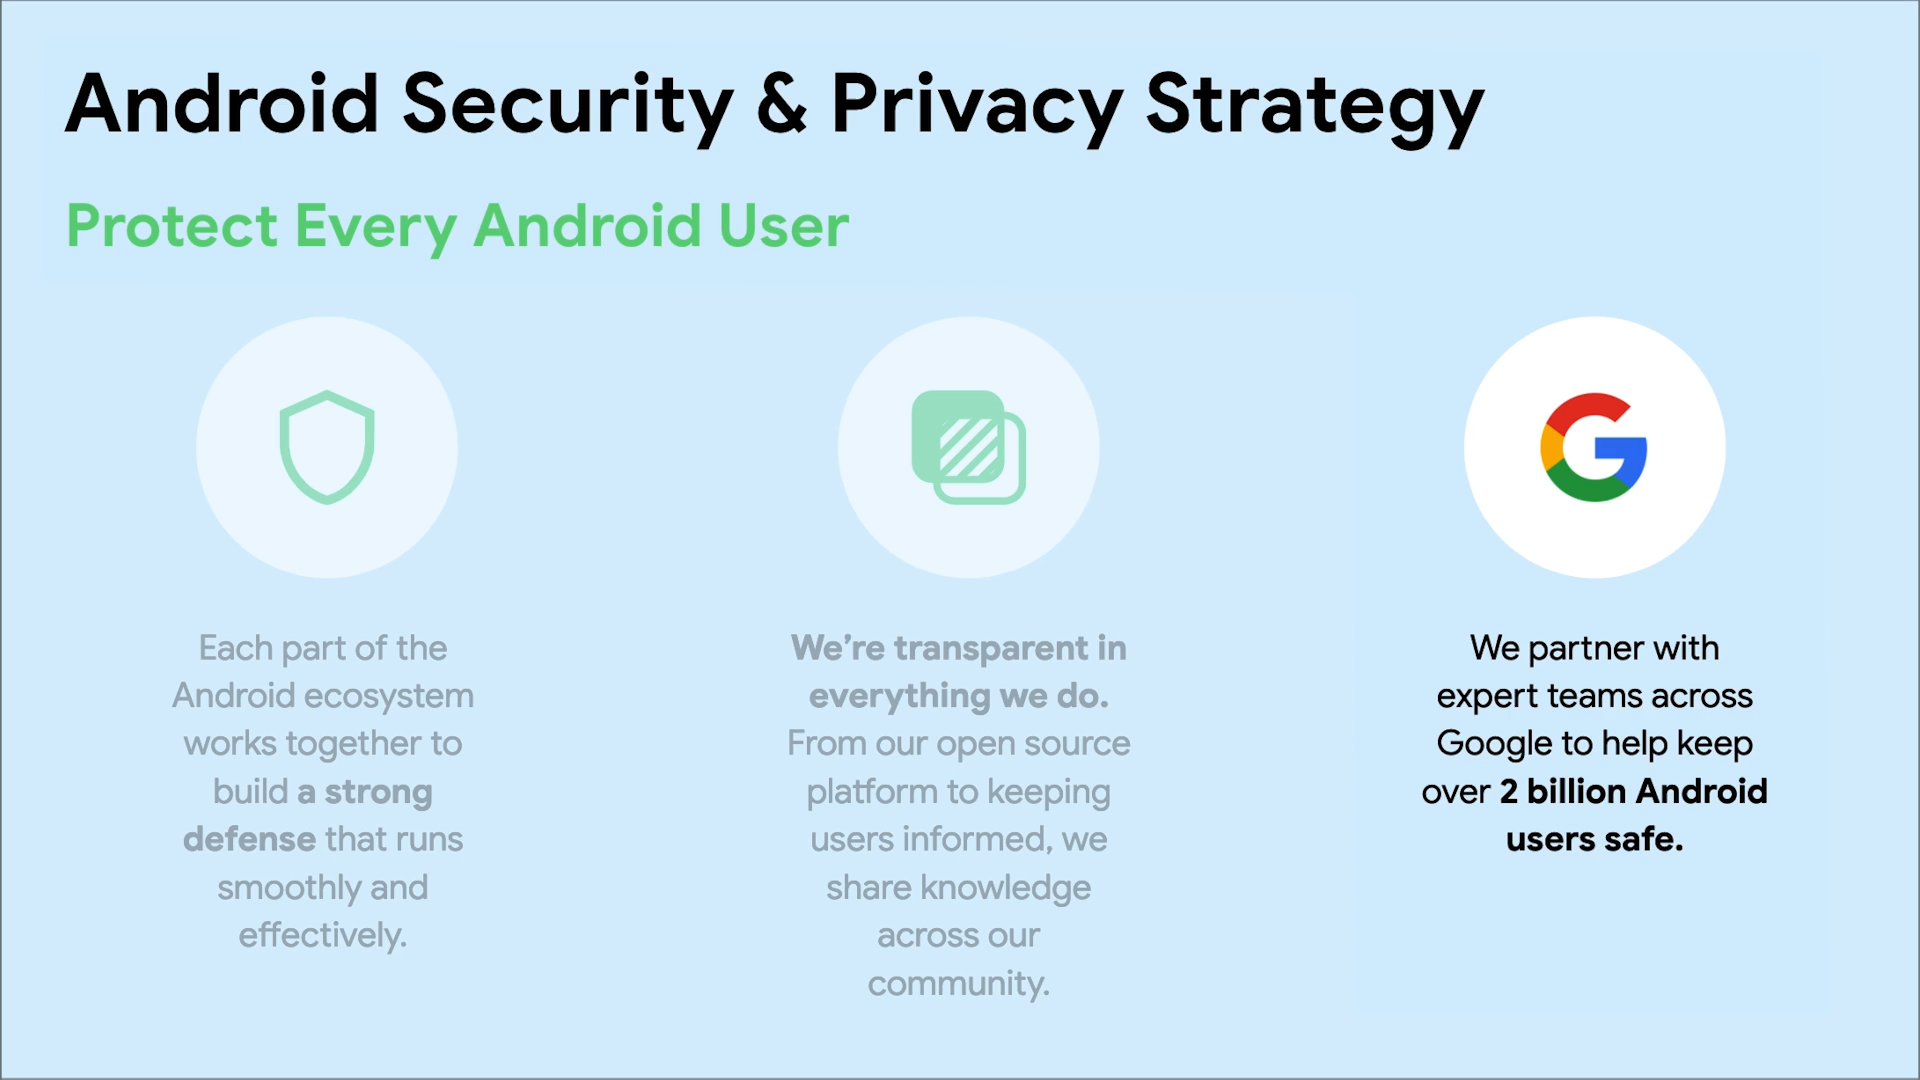 Android Security & Privacy Strategy
Protect Every Android User
Each part of the
Android ecosystem
works together to
build a strong
defense that runs
smoothly and
effectively.
We’re transparent in
everything we do.
From our open source
platform to keeping
users informed, we
share knowledge
across our
community.
We partner with
expert teams across
Google to help keep
over 2 billion Android
users safe.